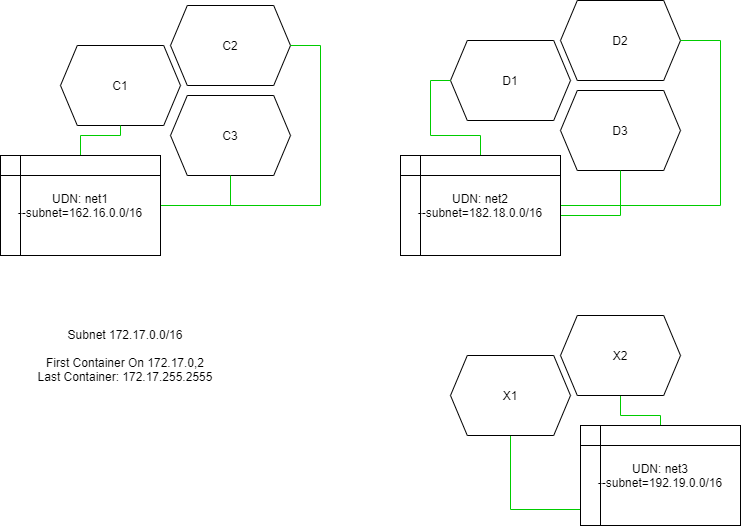 C2
C1
C3
UDN: net1
--subnet=162.16.0.0/16
D2
D1
D3
UDN: net2
--subnet=182.18.0.0/16
Subnet 172.17.0.0/16
First Container On 172.17.0,2
Last Container: 172.17.255.2555
X2
X1
UDN: net3
--subnet=192.19.0.0/16